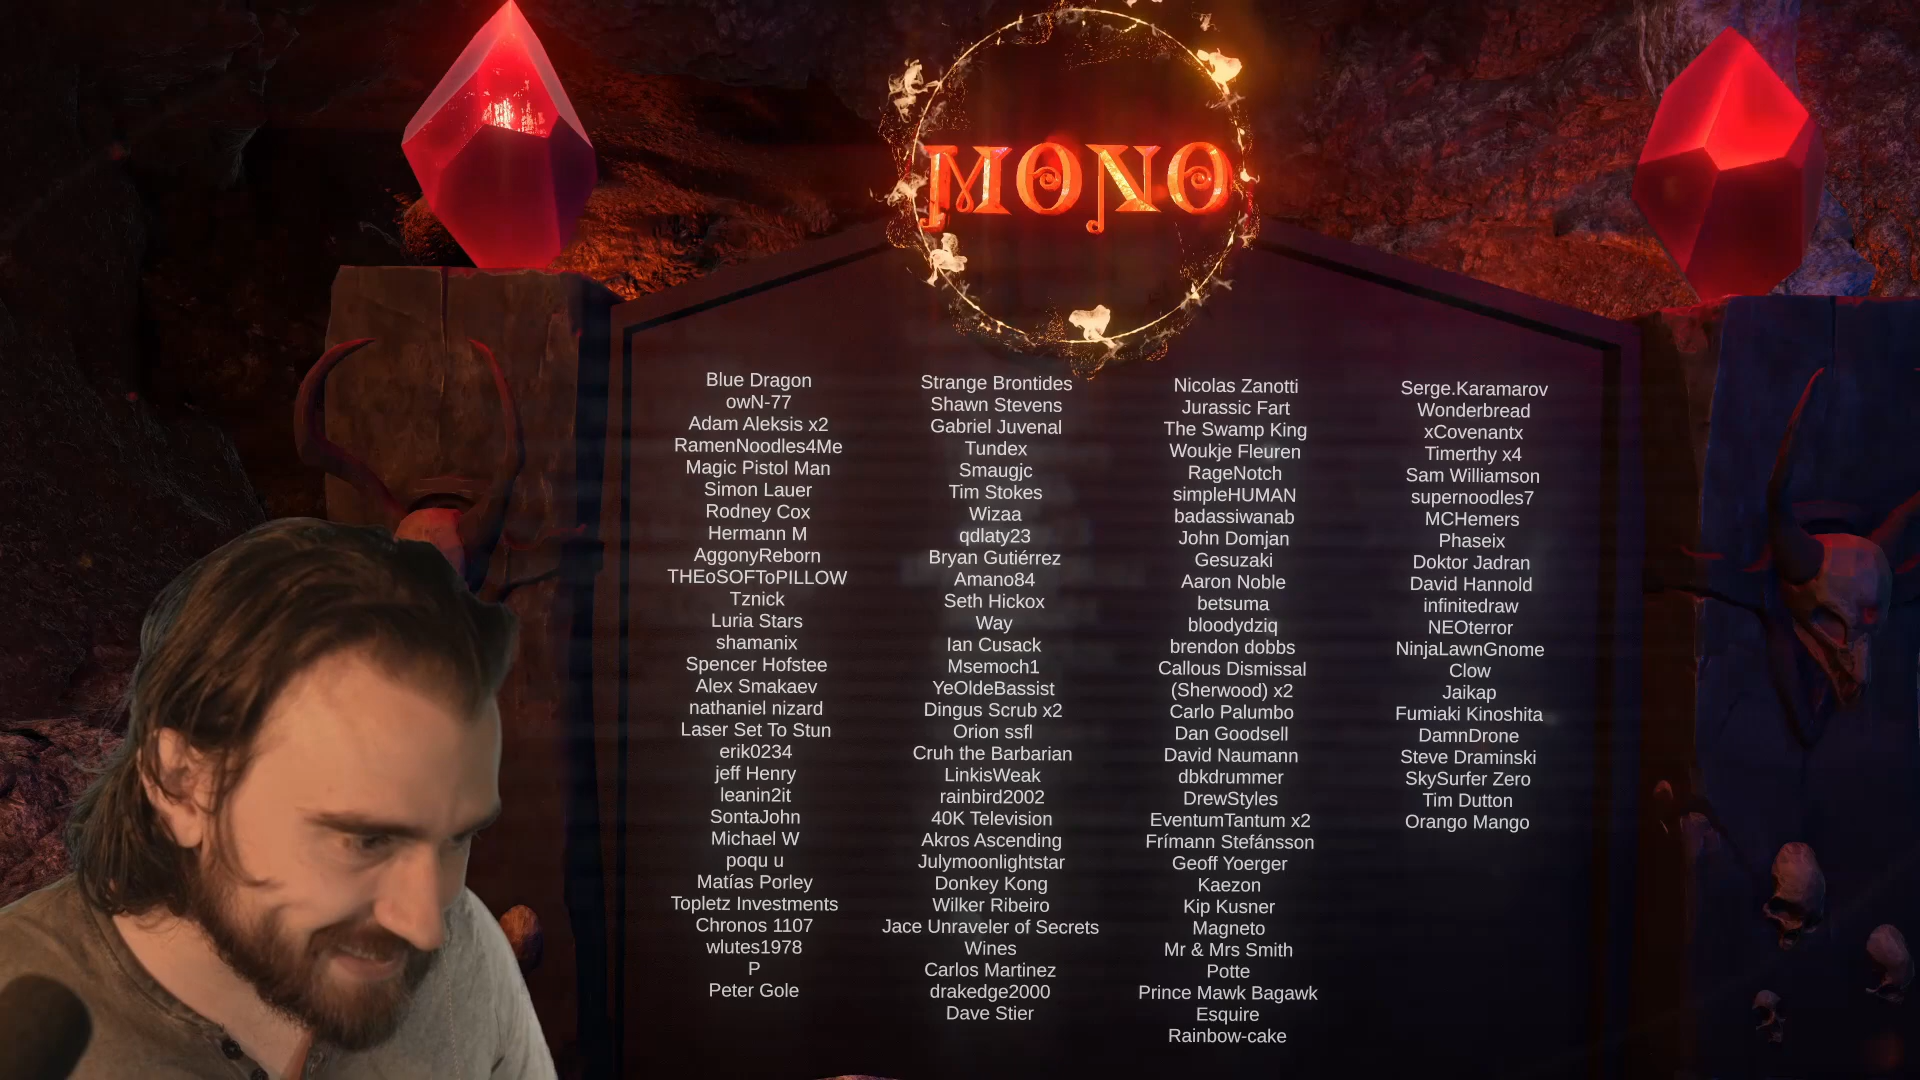 MONO
Blue Dragon
owN-77
Adam Aleksis x2
RamenNoodles4Me
Magic Pistol Man
Simon Lauer
Rodney Cox
Hermann M
AggonyReborn
THEoSOFToPILLOW
Tznick
Luria Stars
shamanix
Spencer Hofstee
Alex Smakaev
nathaniel nizard
Laser Set To Stun
erik0234
jeff Henry
leanin2it
SontaJohn
Michael W
poqu u
Matías Porley
Topletz Investments
Chronos 1107
wlutes1978
P
Peter Gole
Strange Brontides
Shawn Stevens
Gabriel Juvenal
Tundex
Smaugjc
Tim Stokes
Wizaa
qdlaty23
Bryan Gutiérrez
Amano84
Seth Hickox
Way
Ian Cusack
Msemoch1
YeOldeBassist
Dingus Scrub x2
Orion ssfl
Cruh the Barbarian
LinkisWeak
rainbird2002
40K Television
Akros Ascending
Julymoonlightstar
Donkey Kong
Wilker Ribeiro
Jace Unraveler of Secrets
Wines
Carlos Martinez
drakedge2000
Dave Stier
Nicolas Zanotti
Jurassic Fart
The Swamp King
Woukje Fleuren
RageNotch
simpleHUMAN
badassiwanab
John Domjan
Gesuzaki
Aaron Noble
betsuma
bloodydziq
brendon dobbs
Callous Dismissal
(Sherwood) x2
Carlo Palumbo
Dan Goodsell
David Naumann
dbkdrummer
DrewStyles
EventumTantum x2
Frímann Stefánsson
Geoff Yoerger
Kaezon
Kip Kusner
Magneto
Mr & Mrs Smith
Potte
Prince Mawk Bagawk
Esquire
Rainbow-cake
Serge.Karamarov
Wonderbread
xCovenantx
Timerthy x4
Sam Williamson
supernoodles7
MCHemers
Phaseix
Doktor Jadran
David Hannold
infinitedraw
NEOterror
NinjaLawnGnome
Clow
Jaikap
Fumiaki Kinoshita
DamnDrone
Steve Draminski
SkySurfer Zero
Tim Dutton
Orango Mango